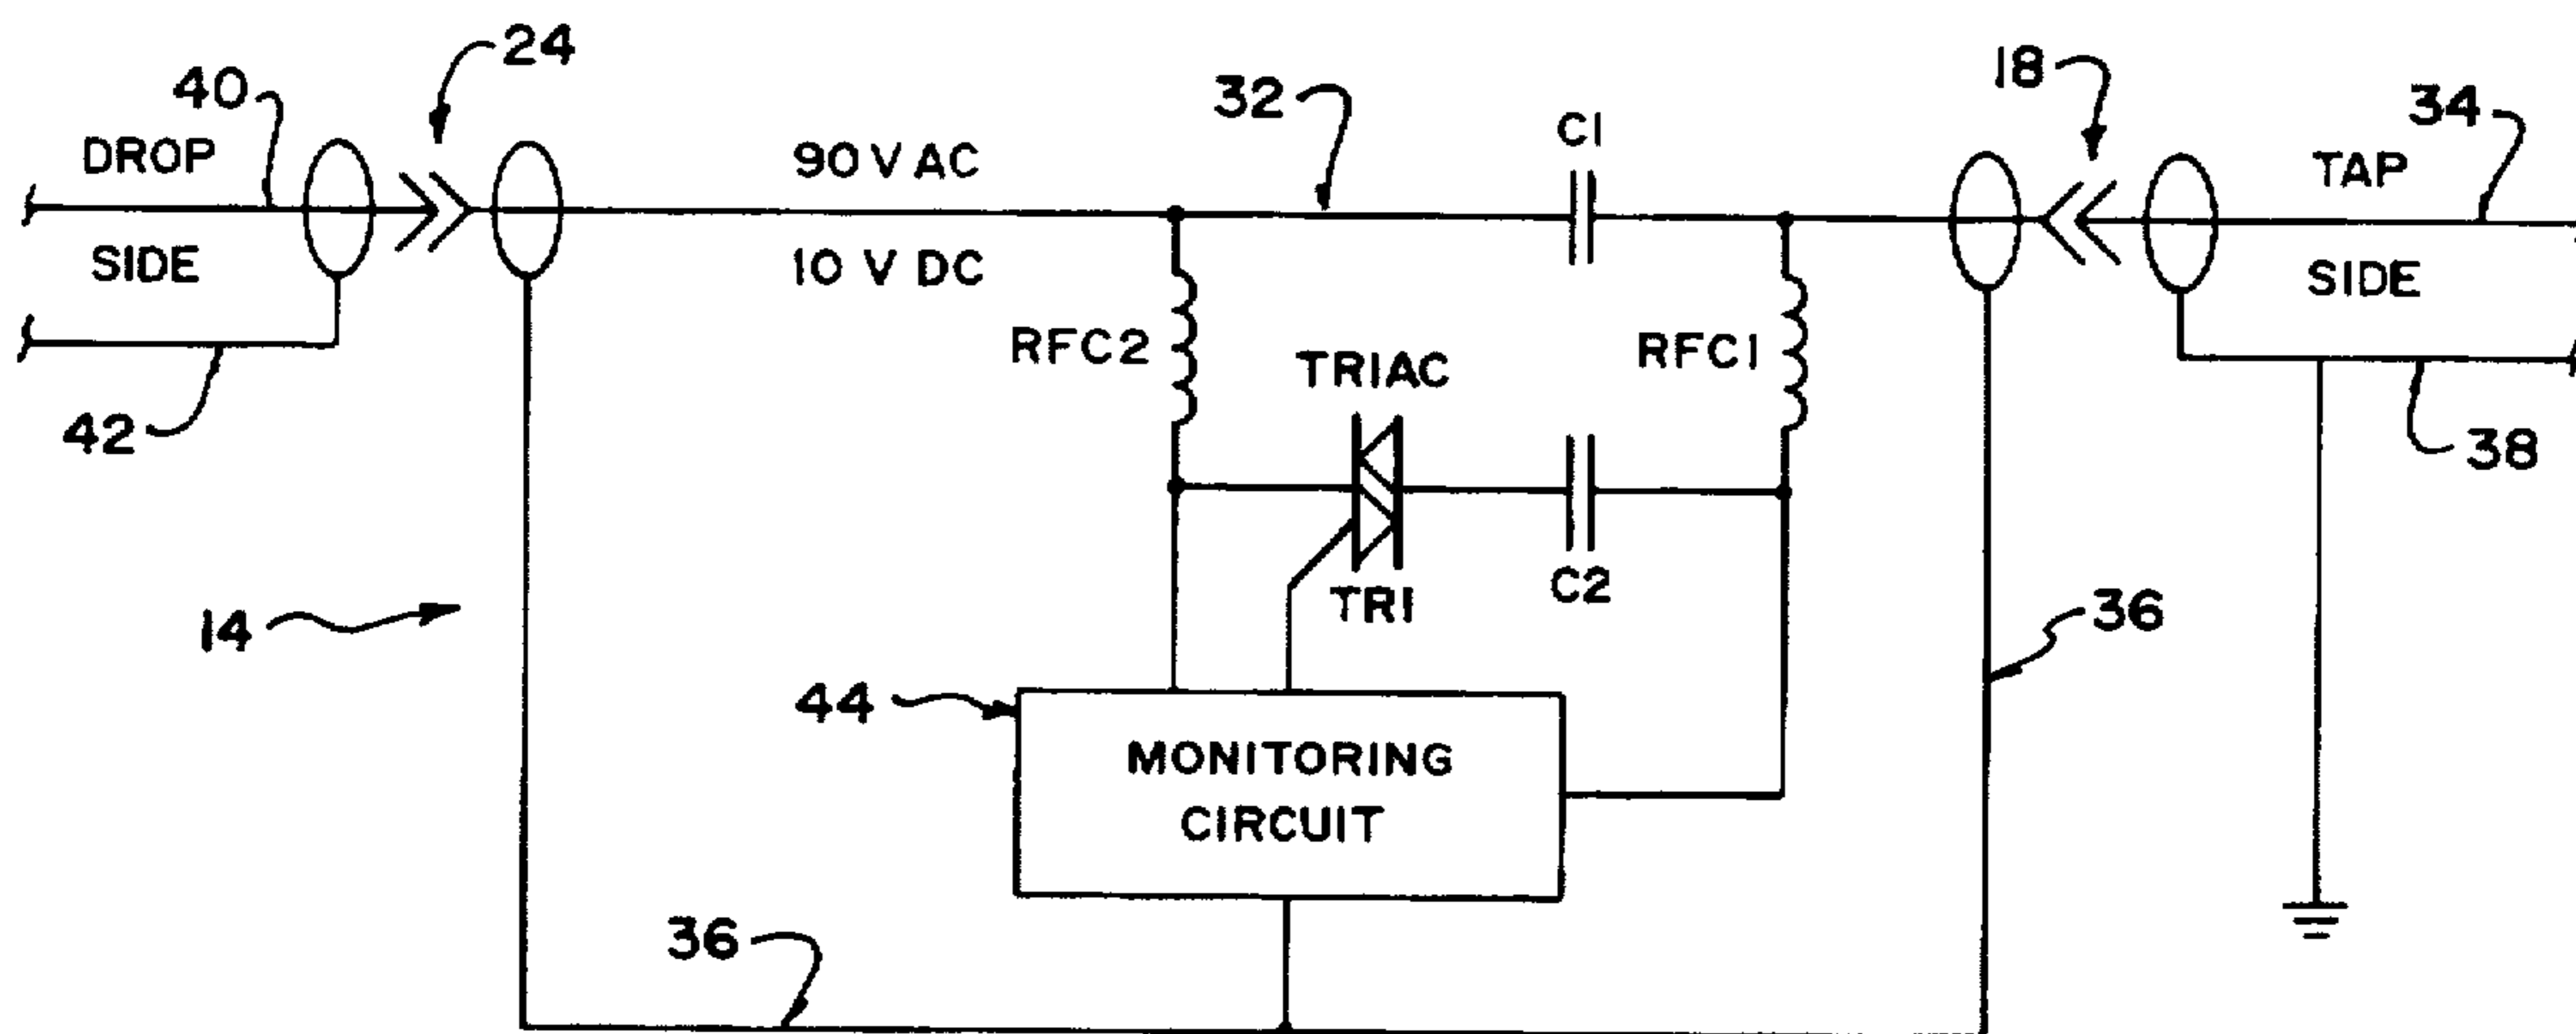 24
40
DROP
SIDE
42
90 V AC
10 V DC
32
C1
18
34
TAP
SIDE
38
RFC2
TRIAC
RFC1
TR1
C2
14
36
44
MONITORING
CIRCUIT
36